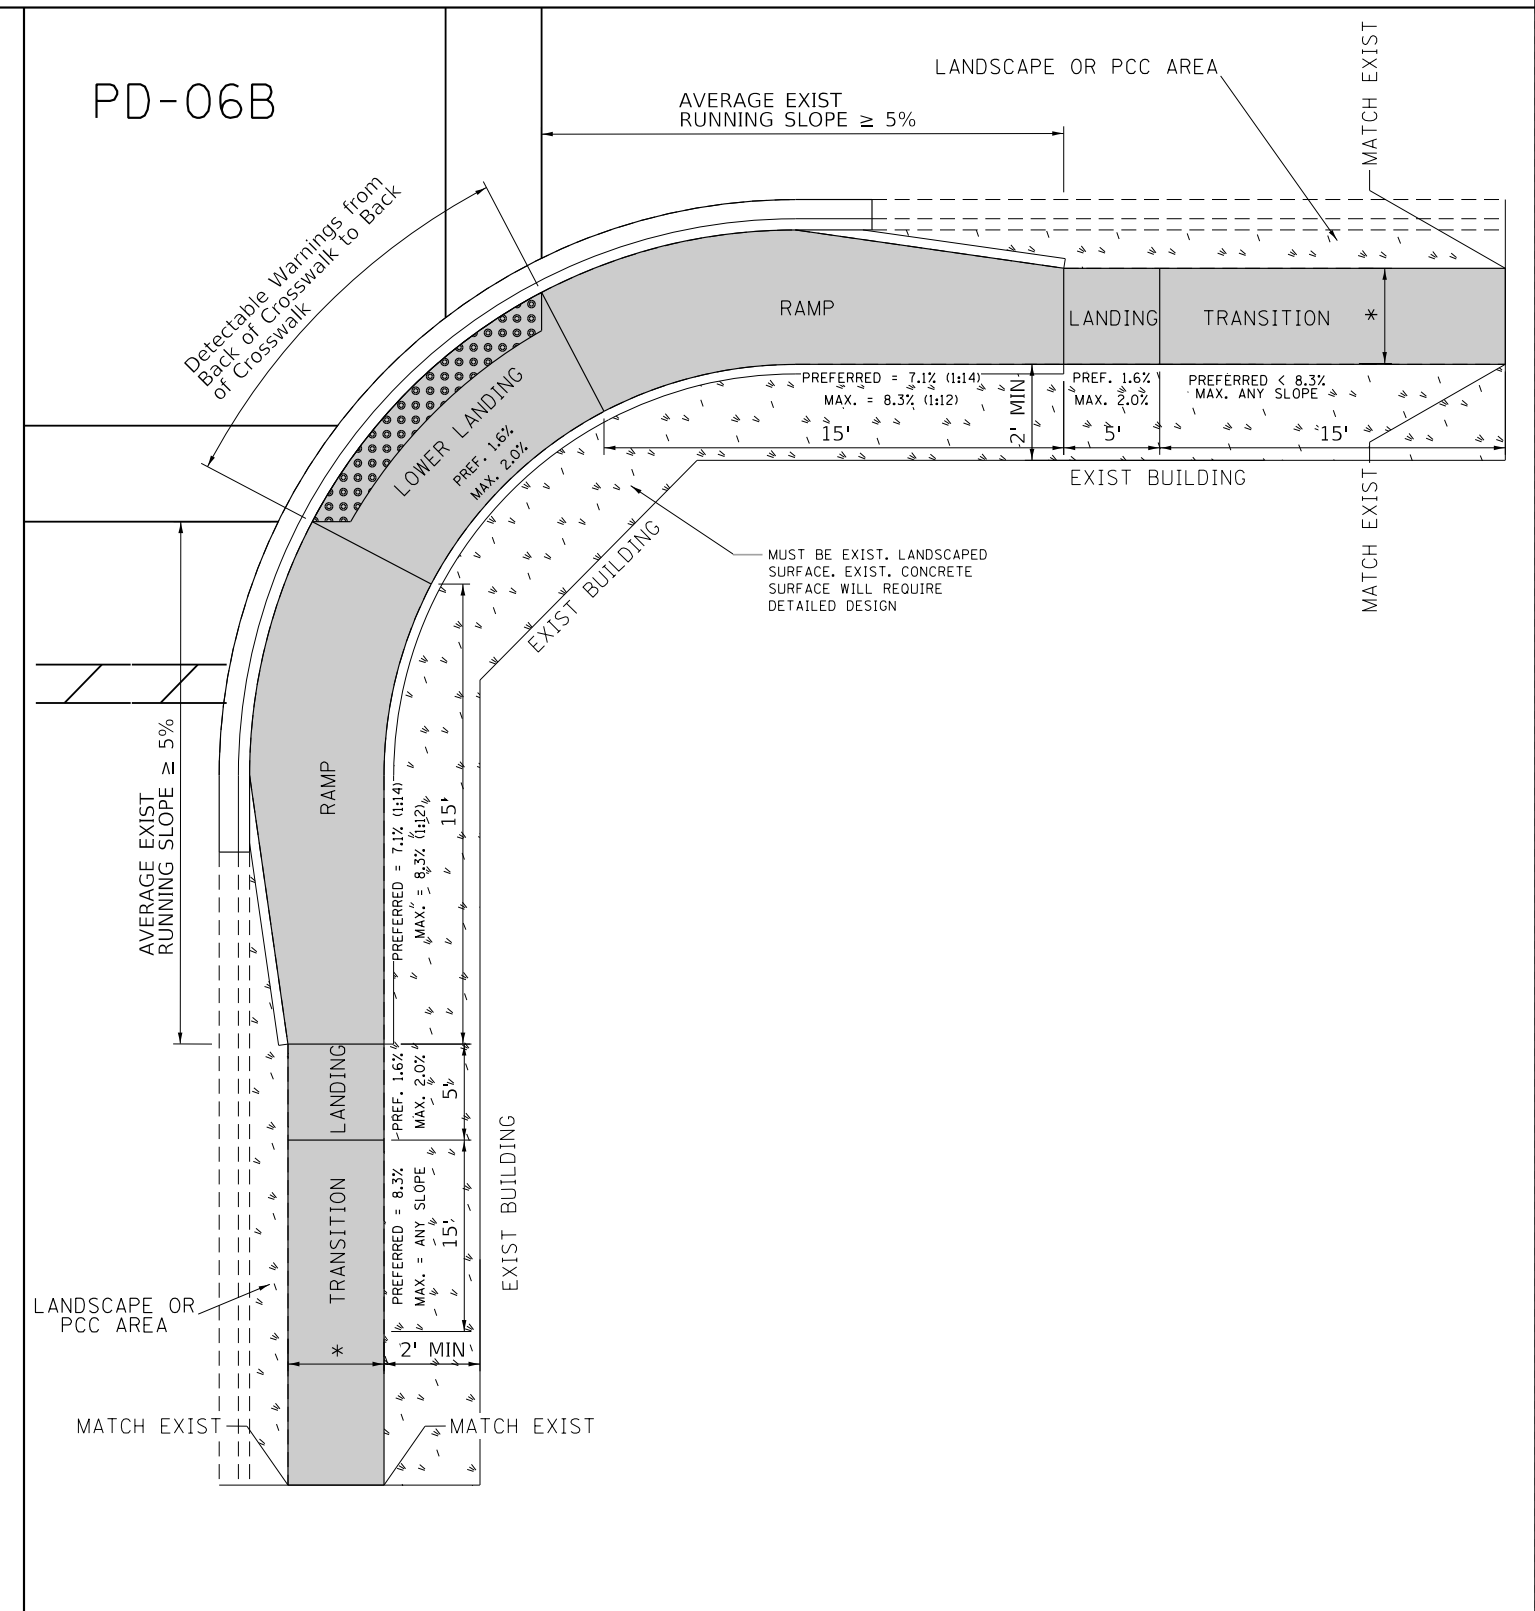 PD-06B
LANDSCAPE OR PCC AREA
MATCH EXIST
AVERAGE EXIST
RUNNING SLOPE ≥ 5%
Detectable Warnings from
Back of Crosswalk to Back
of Crosswalk
RAMP
LANDING
TRANSITION
*
PREFERRED = 7.1% (1:14)
MAX. = 8.3% (1:12)
2' MIN
PREF. 1.6%
MAX. 2.0%
PREFERRED < 8.3%
MAX. ANY SLOPE
15'
5'
15'
EXIST BUILDING
MATCH EXIST
LOWER LANDING
PREF. 1.6%
MAX. 2.0%
EXIST BUILDING
MUST BE EXIST. LANDSCAPED
SURFACE. EXIST. CONCRETE
SURFACE WILL REQUIRE
DETAILED DESIGN
AVERAGE EXIST
RUNNING SLOPE ≥ 5%
RAMP
PREFERRED = 7.1% (1:14)
MAX. = 8.3% (1:12)
15'
LANDING
PREF. 1.6%
MAX. 2.0%
5'
TRANSITION
PREFERRED = 8.3%
MAX. = ANY SLOPE
15'
EXIST BUILDING
LANDSCAPE OR
PCC AREA
*
2' MIN
MATCH EXIST
MATCH EXIST